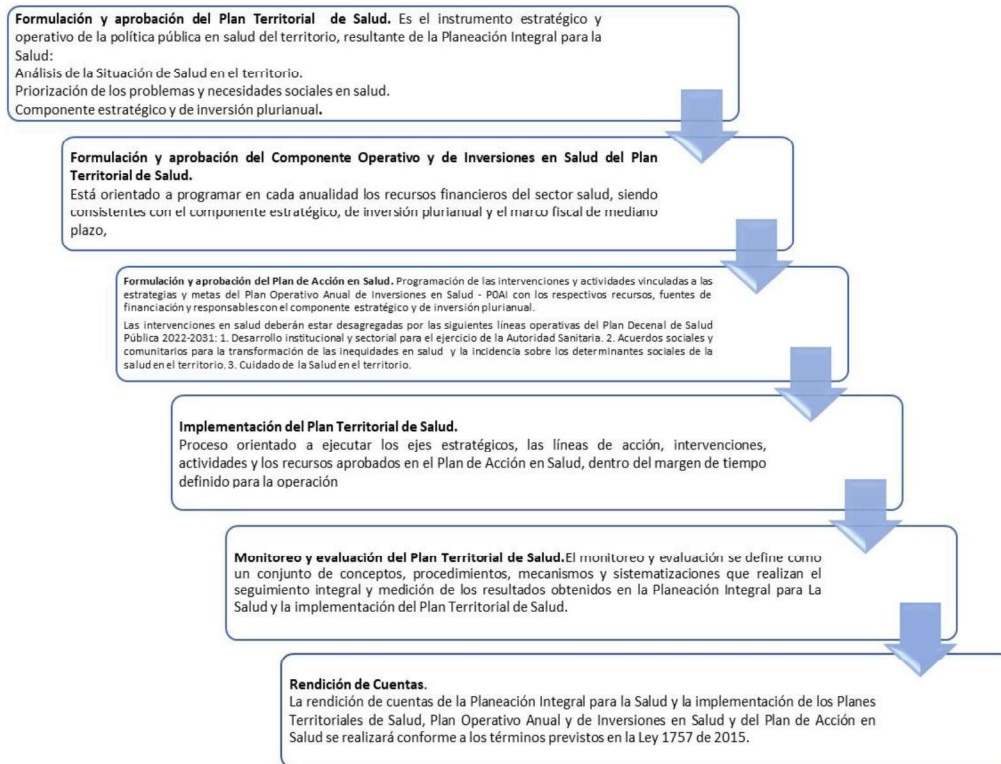 Formulación y aprobación del Plan Territorial de Salud. Es el instrumento estratégico y
operativo de la política pública en salud del territorio, resultante de la Planeación Integral para la
Salud:
Análisis de la Situación de Salud en el territorio.
Priorización de los problemas y necesidades sociales en salud.
Componente estratégico y de inversión plurianual.
Formulación y aprobación del Componente Operativo y de Inversiones en Salud del Plan
Territorial de Salud.
Está orientado a programar en cada anualidad los recursos financieros del sector salud, siendo
consistentes con el componente estratégico, de inversión plurianual y el marco fiscal de mediano
plazo,
Formulación y aprobación del Plan de Acción en Salud. Programación de las intervenciones y actividades vinculadas a las
estrategias y metas del Plan Operativo Anual de Inversiones en Salud - POAI con los respectivos recursos, fuentes de
financiación y responsables con el componente estratégico y de inversión plurianual.
Las intervenciones en salud deberán estar desagregadas por las siguientes líneas operativas del Plan Decenal de Salud
Pública 2022-2031: 1. Desarrollo institucional y sectorial para el ejercicio de la Autoridad Sanitaria. 2. Acuerdos sociales y
comunitarios para la transformación de las inequidades en salud y la incidencia sobre los determinantes sociales de la
salud en el territorio. 3. Cuidado de la Salud en el territorio.
Implementación del Plan Territorial de Salud.
Proceso orientado a ejecutar los ejes estratégicos, las líneas de acción, intervenciones,
actividades y los recursos aprobados en el Plan de Acción en Salud, dentro del margen de tiempo
definido para la operación
Monitoreo y evaluación del Plan Territorial de Salud.El monitoreo y evaluación se define como
un conjunto de conceptos, procedimientos, mecanismos y sistematizaciones que realizan el
seguimiento integral y medición de los resultados obtenidos en la Planeación Integral para La
Salud y la implementación del Plan Territorial de Salud.
Rendición de Cuentas.
La rendición de cuentas de la Planeación Integral para la Salud y la implementación de los Planes
Territoriales de Salud, Plan Operativo Anual y de Inversiones en Salud y del Plan de Acción en
Salud se realizará conforme a los términos previstos en la Ley 1757 de 2015.